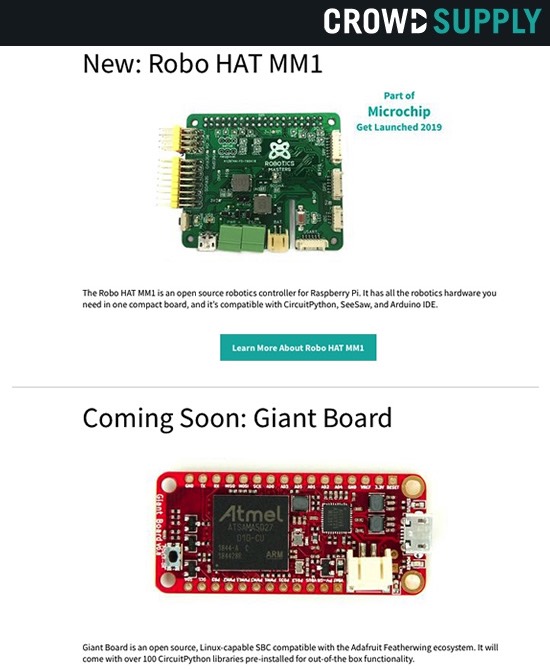 CROWD SUPPLY
New: Robo HAT MM1
Part of
Microchip
Get Launched 2019
ROBOTICS
MASTERS
USART
BAT
The Robo HAT MM1 is an open source robotics controller for Raspberry Pi. It has all the robotics hardware you
need in one compact board, and it's compatible with CircuitPython, SeeSaw, and Arduino IDE.
Learn More About Robo HAT MM1
Coming Soon: Giant Board
Giant Board
Atmel
ATSAMA5D27
ARM
Giant Board is an open source, Linux-capable SBC compatible with the Adafruit Featherwing ecosystem. It will
come with over 100 CircuitPython libraries pre-installed for out-of-the box functionality.